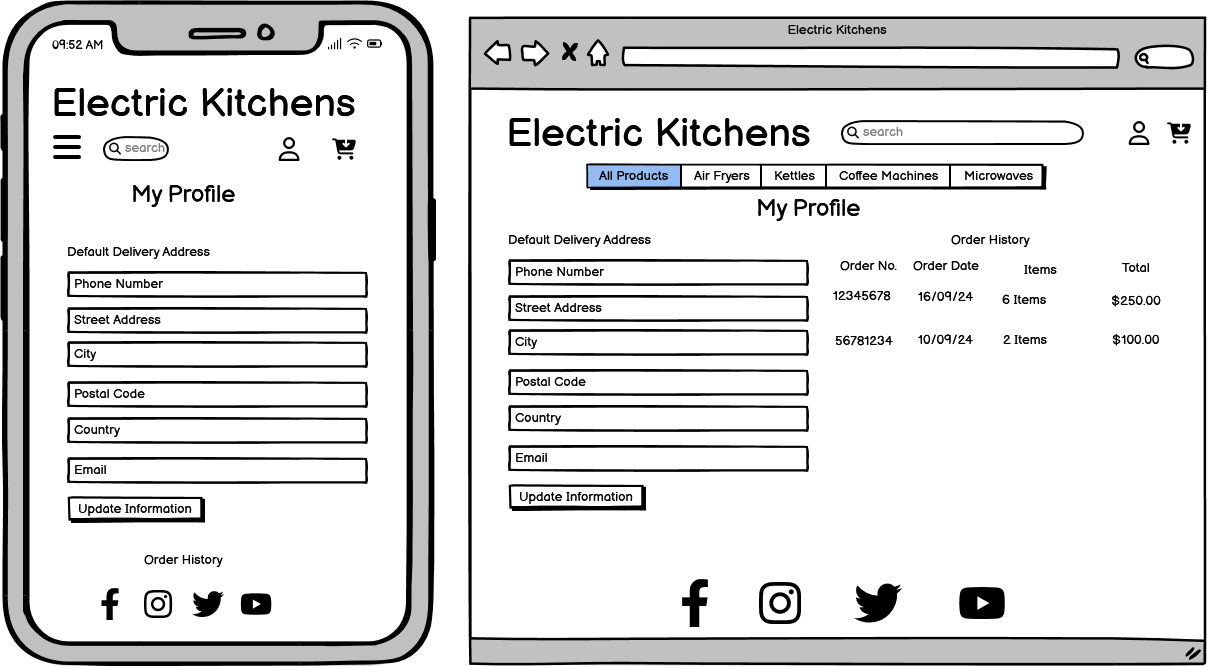 09:52 AM
Electric Kitchens
search
My Profile
Default Delivery Address
Phone Number
Street Address
City
Postal Code
Country
Email
Update Information
Order History
Electric Kitchens
Electric Kitchens
search
All Products Air Fryers Kettles Coffee Machines Microwaves
My Profile
Default Delivery Address
Phone Number
Street Address
City
Postal Code
Country
Email
Update Information
Order History
Order No. Order Date Items Total
12345678 16/09/24 6 Items $250.00
56781234 10/09/24 2 Items $100.00